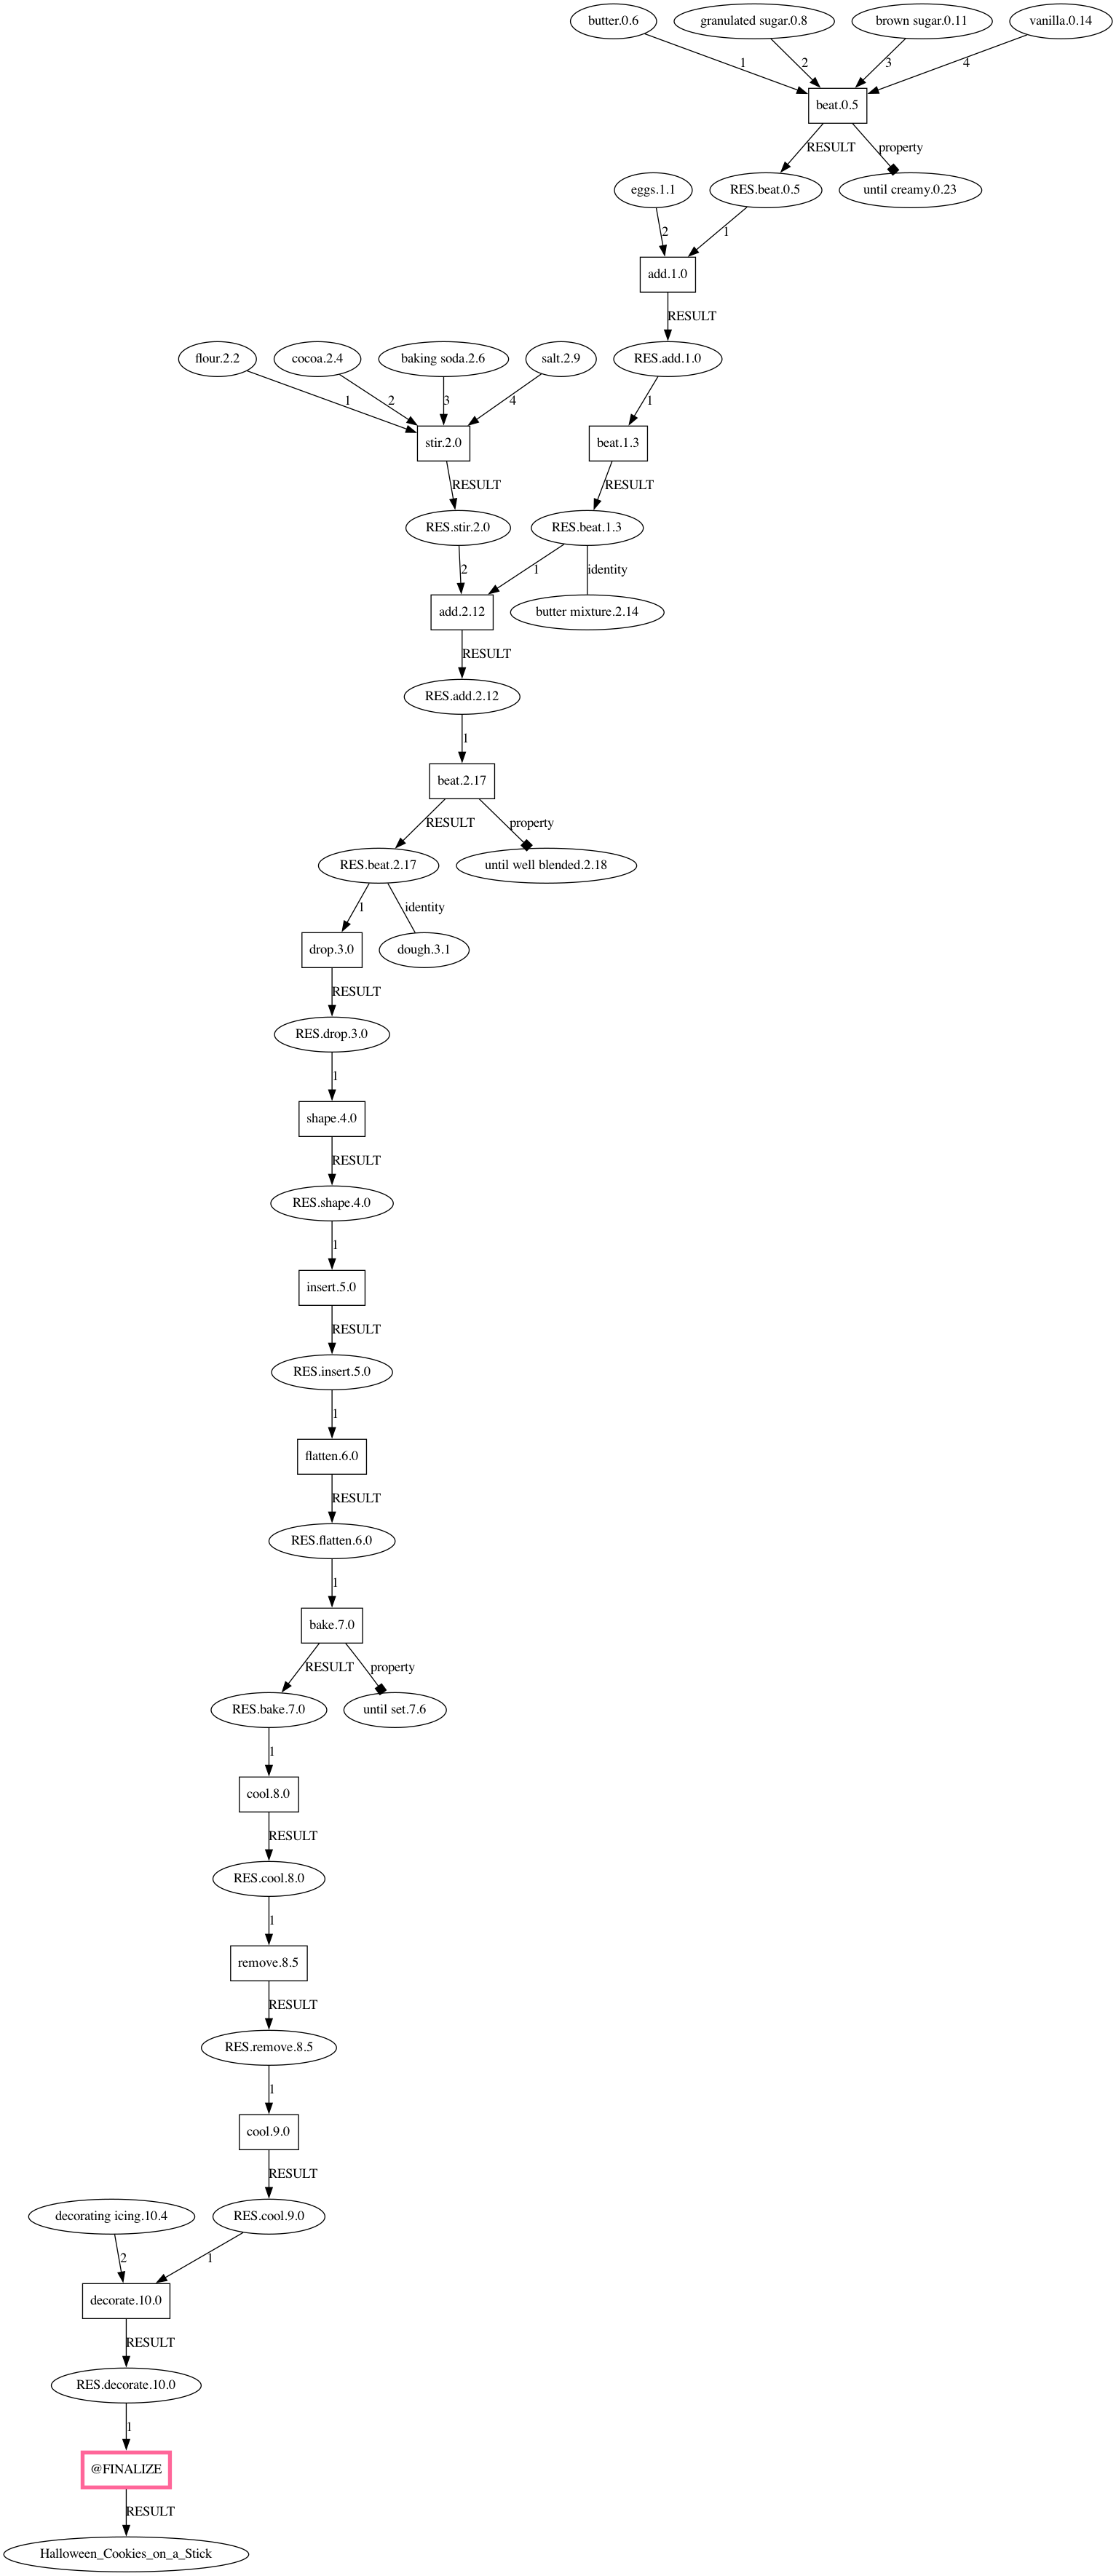 butter.0.6 granulated sugar.0.8 brown sugar.0.11 vanilla.0.14
1 2 3 4
beat.0.5
RESULT property
eggs.1.1 RES.beat.0.5 until creamy.0.23
2 1
add.1.0
RESULT
flour.2.2 cocoa.2.4 baking soda.2.6 salt.2.9 RES.add.1.0
1 2 3 4 1
stir.2.0 beat.1.3
RESULT RESULT
RES.stir.2.0 RES.beat.1.3
2 1 identity
add.2.12 butter mixture.2.14
RESULT
RES.add.2.12
1
beat.2.17
RESULT property
RES.beat.2.17 until well blended.2.18
1 identity
drop.3.0 dough.3.1
RESULT
RES.drop.3.0
1
shape.4.0
RESULT
RES.shape.4.0
1
insert.5.0
RESULT
RES.insert.5.0
1
flatten.6.0
RESULT
RES.flatten.6.0
1
bake.7.0
RESULT property
RES.bake.7.0 until set.7.6
1
cool.8.0
RESULT
RES.cool.8.0
1
remove.8.5
RESULT
RES.remove.8.5
1
cool.9.0
RESULT
decorating icing.10.4 RES.cool.9.0
2 1
decorate.10.0
RESULT
RES.decorate.10.0
1
@FINALIZE
RESULT
Halloween_Cookies_on_a_Stick